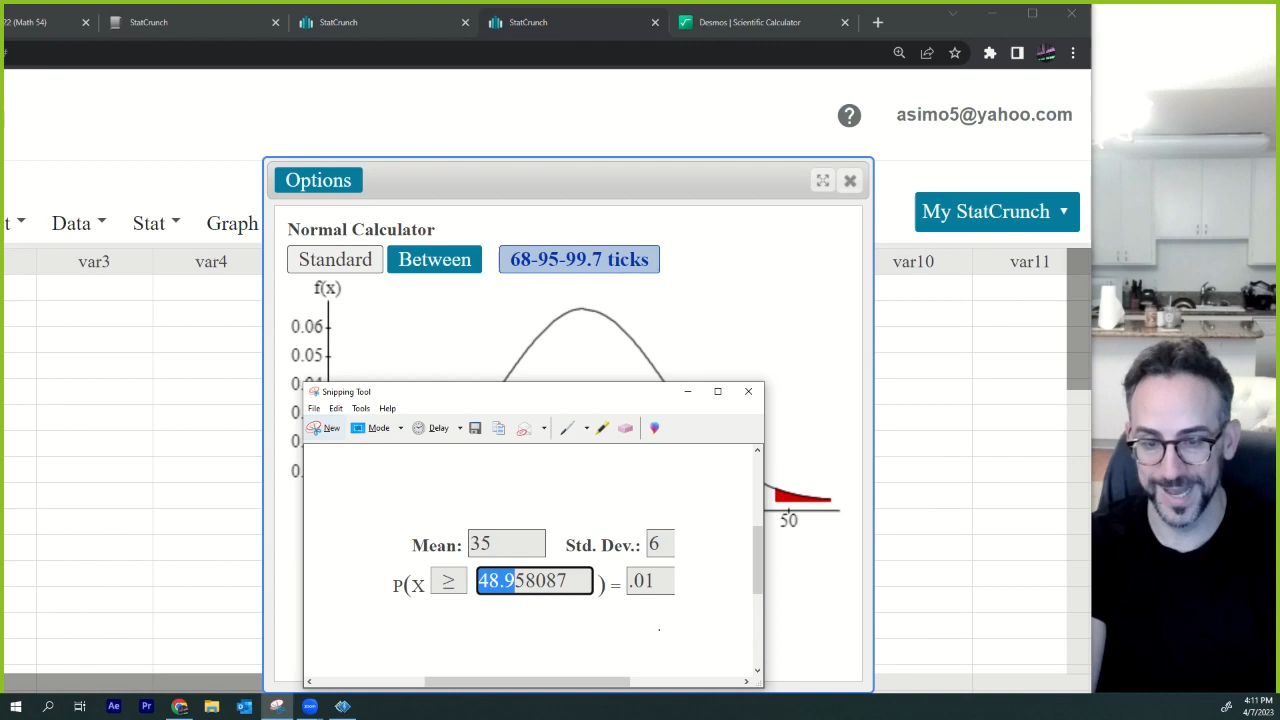 22 (Math 54)
StatCrunch
StatCrunch
StatCrunch
Desmos | Scientific Calculator
asimo5@yahoo.com
Options
Data
Stat
Graph
My StatCrunch
Normal Calculator
Standard
Between
68-95-99.7 ticks
var3
var4
var10
var11
f(x)
0.06
0.05
50
Snipping Tool
File Edit Tools Help
New Mode Delay
Mean: 35 Std. Dev.: 6
P(X ≥ 48.958087 ) = .01
Ae
Pr
4:11 PM
4/7/2023